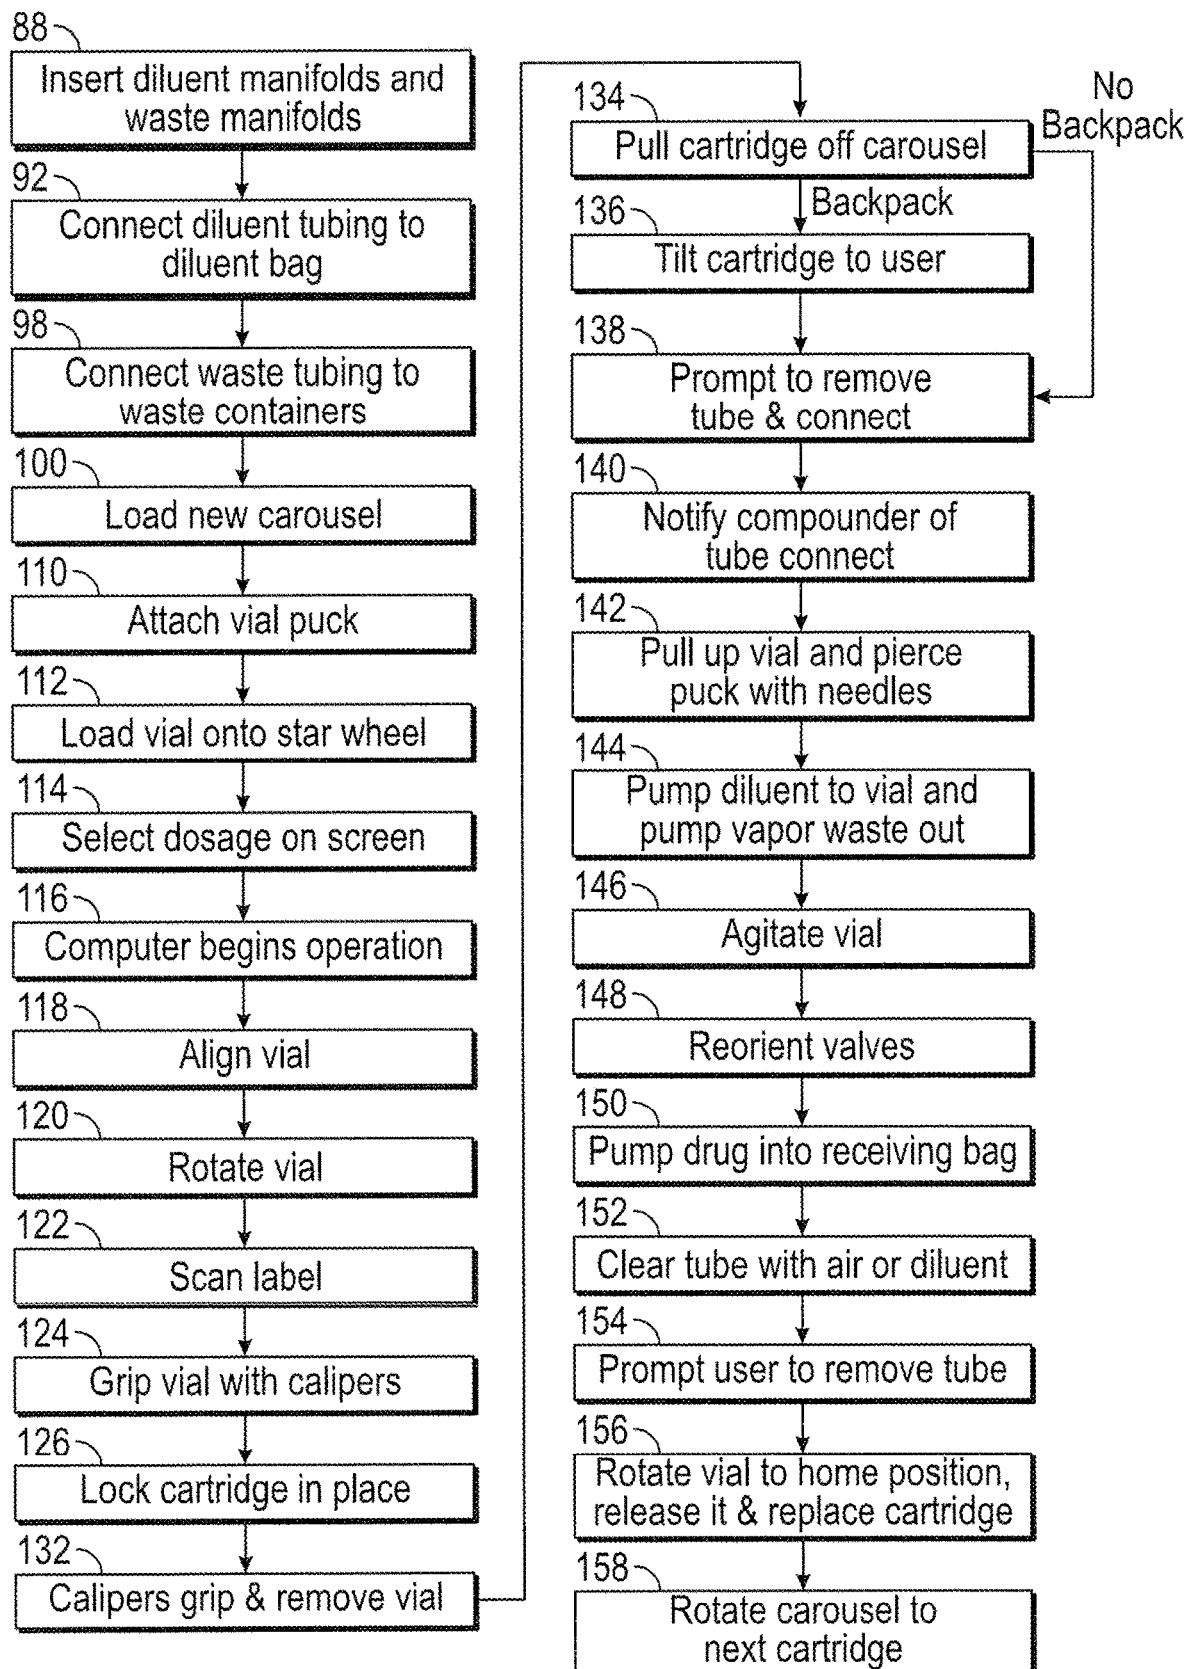 88
Insert diluent manifolds and
waste manifolds
92
Connect diluent tubing to
diluent bag
98
Connect waste tubing to
waste containers
100
Load new carousel
110
Attach vial puck
112
Load vial onto star wheel
114
Select dosage on screen
116
Computer begins operation
118
Align vial
120
Rotate vial
122
Scan label
124
Grip vial with calipers
126
Lock cartridge in place
132
Calipers grip & remove vial
134
Pull cartridge off carousel
No
Backpack
Backpack
136
Tilt cartridge to user
138
Prompt to remove
tube & connect
140
Notify compounder of
tube connect
142
Pull up vial and pierce
puck with needles
144
Pump diluent to vial and
pump vapor waste out
146
Agitate vial
148
Reorient valves
150
Pump drug into receiving bag
152
Clear tube with air or diluent
154
Prompt user to remove tube
156
Rotate vial to home position,
release it & replace cartridge
158
Rotate carousel to
next cartridge